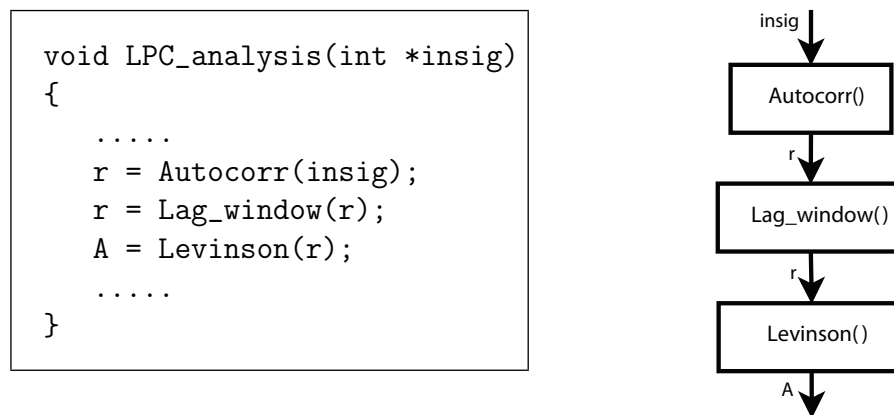 void LPC_analysis(int *insig)
{
.....
r = Autocorr(insig);
r = Lag_window(r);
A = Levinson(r);
.....
}
insig
Autocorr()
r
Lag_window()
r
Levinson()
A